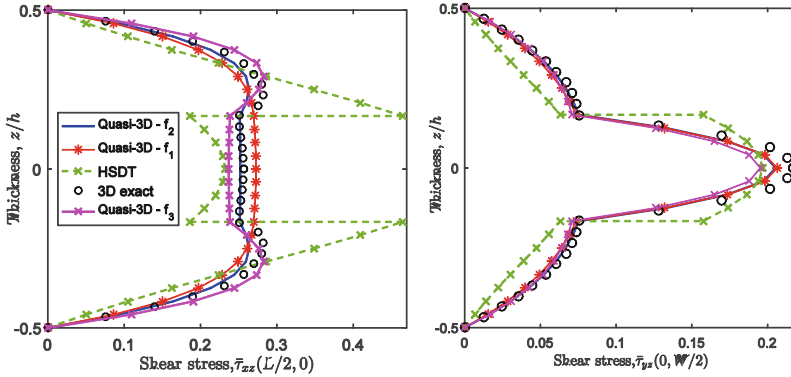 0.5
0
-0.5
Thickness, z/h
Quasi-3D - f₂
Quasi-3D - f₁
HSDT
3D exact
Quasi-3D - f₃
0 0.1 0.2 0.3 0.4
Shear stress, τ̄xz(L/2, 0)
0.5
0
-0.5
Thickness, z/h
0 0.05 0.1 0.15 0.2
Shear stress, τ̄yz(0, W/2)